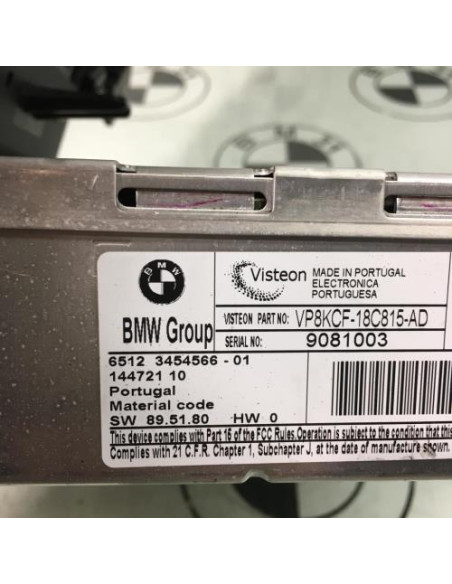 BMW
Visteon
MADE IN PORTUGAL
ELECTRONICA
PORTUGUESA
BMW Group
VISTEON PART NO: VP8KCF-18C815-AD
SERIAL NO: 9081003
6512 3454566 - 01
144721 10
Portugal
Material code
SW 89.51.80 HW 0
This device complies with Part 15 of the FCC Rules.Operation is subject to the condition that this
Complies with 21 C.F.R. Chapter 1, Subchapter J, at the date of manufacture shown.